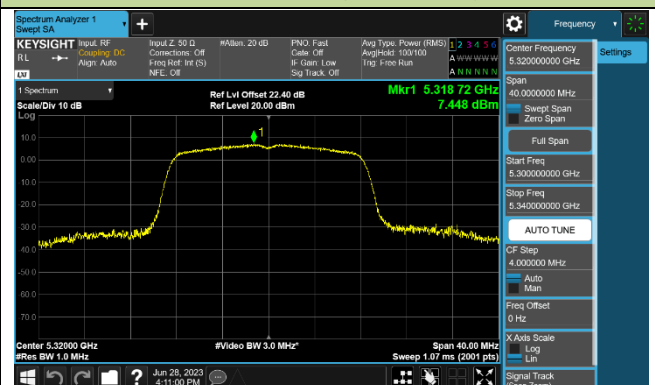 Spectrum Analyzer 1
Swept SA
Frequency
KEYSIGHT
RL
LXI
Input: RF
Coupling: DC
Align: Auto
Input Z: 50 Ω
Corrections: Off
Freq Ref: Int (S)
NFE: Off
#Atten: 20 dB
PNO: Fast
Gate: Off
IF Gain: Low
Sig Track: Off
Avg Type: Power (RMS)
Avg|Hold: 100/100
Trig: Free Run
1 2 3 4 5 6
A W W W W W
A N N N N N
1 Spectrum
Scale/Div 10 dB
Log
Ref Lvl Offset 22.40 dB
Ref Level 20.00 dBm
Mkr1 5.318 72 GHz
7.448 dBm
1
10.0
0.00
-10.0
-20.0
-30.0
-40.0
-50.0
-60.0
-70.0
Center 5.32000 GHz
#Res BW 1.0 MHz
#Video BW 3.0 MHz*
Span 40.00 MHz
Sweep 1.07 ms (2001 pts)
Jun 28, 2023
4:11:00 PM
Center Frequency
5.320000000 GHz
Settings
Span
40.0000000 MHz
Swept Span
Zero Span
Full Span
Start Freq
5.300000000 GHz
Stop Freq
5.340000000 GHz
AUTO TUNE
CF Step
4.000000 MHz
Auto
Man
Freq Offset
0 Hz
X Axis Scale
Log
Lin
Signal Track
(Span Zoom)